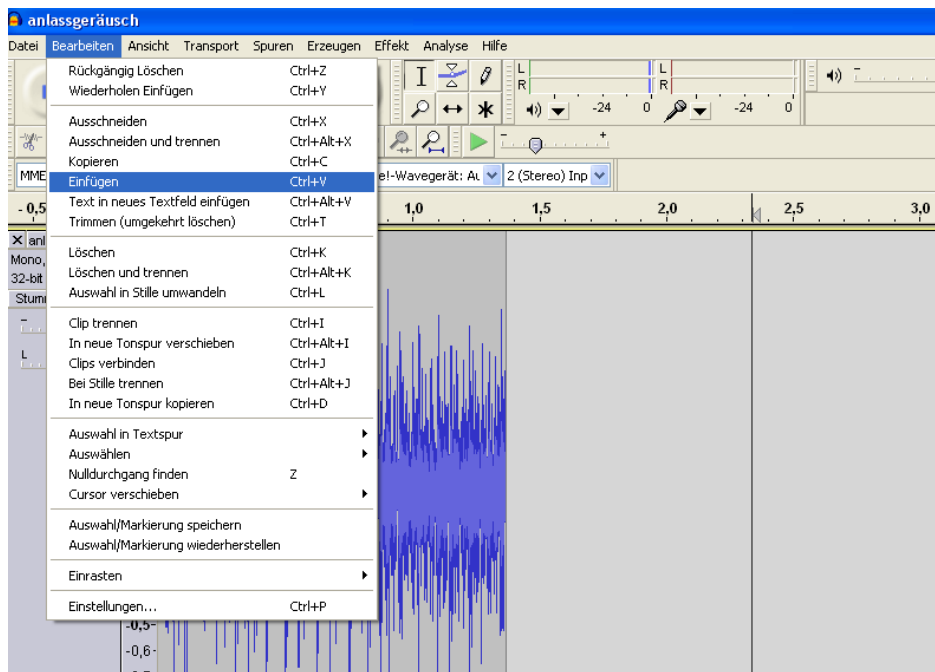 anlassgeräusch
Datei Bearbeiten Ansicht Transport Spuren Erzeugen Effekt Analyse Hilfe
Rückgängig Löschen Ctrl+Z
Wiederholen Einfügen Ctrl+Y
Ausschneiden Ctrl+X
Ausschneiden und trennen Ctrl+Alt+X
Kopieren Ctrl+C
Einfügen Ctrl+V
Text in neues Textfeld einfügen Ctrl+Alt+V
Trimmen (umgekehrt löschen) Ctrl+T
Löschen Ctrl+K
Löschen und trennen Ctrl+Alt+K
Auswahl in Stille umwandeln Ctrl+L
Clip trennen Ctrl+I
In neue Tonspur verschieben Ctrl+Alt+I
Clips verbinden Ctrl+J
Bei Stille trennen Ctrl+Alt+J
In neue Tonspur kopieren Ctrl+D
Auswahl in Textspur
Auswählen
Nulldurchgang finden Z
Cursor verschieben
Auswahl/Markierung speichern
Auswahl/Markierung wiederherstellen
Einrasten
Einstellungen... Ctrl+P
L L
R R
-24 0 -24 0
- +
MME e!-Wavegerät: Au 2 (Stereo) Inp
-0,5 1,0 1,5 2,0 2,5 3,0
X anl
Mono,
32-bit
Stum
-
L
-0,5-
-0,6-